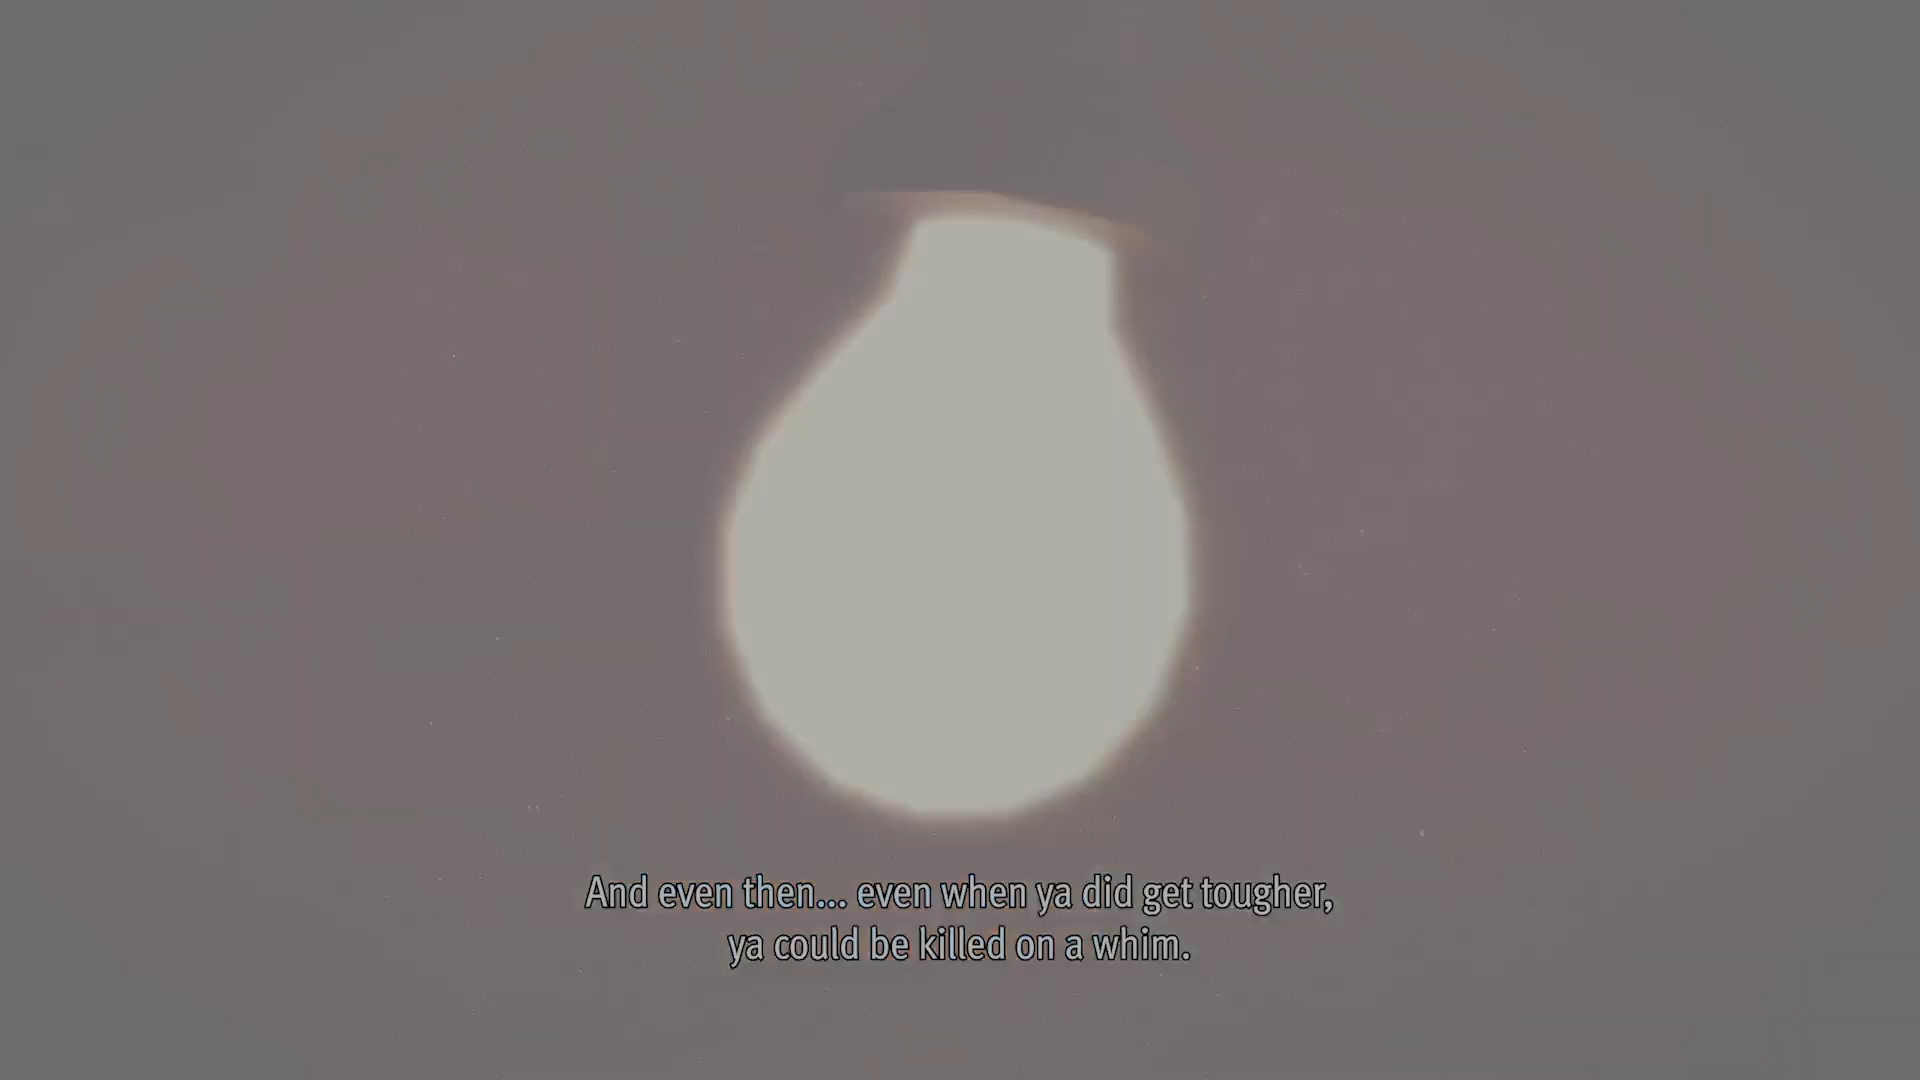 And even then... even when ya did get tougher,
ya could be killed on a whim.